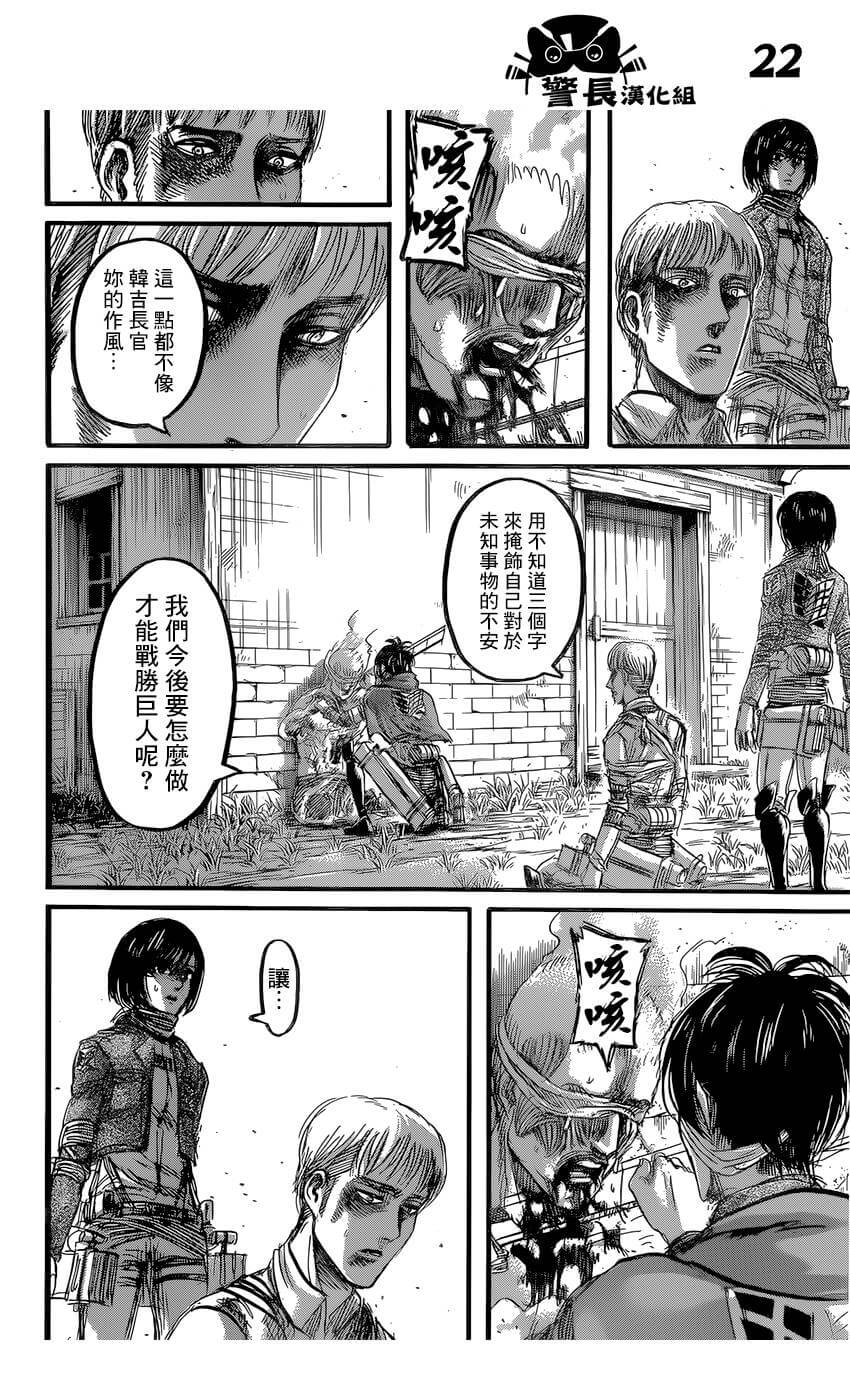 22
警長漢化組
咳咳
這一點都不像
韓吉長官
妳的作風…
用不知道三個字
來掩飾自己對於
未知事物的不安
我們今後要怎麼做
才能戰勝巨人呢？
咳咳
讓…